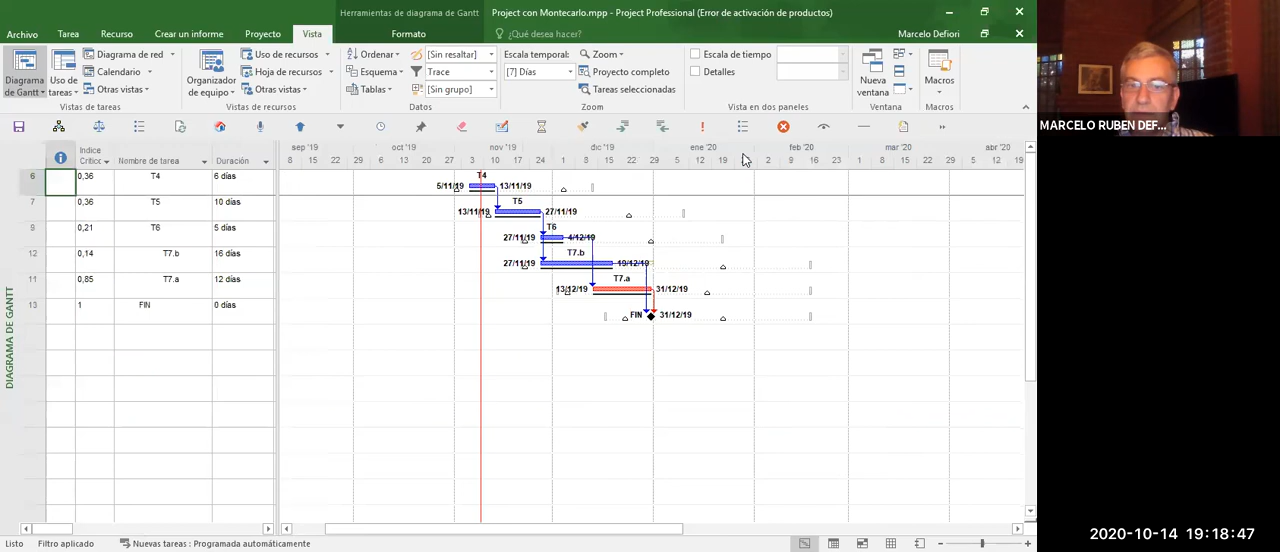 Herramientas de diagrama de Gantt
Project con Montecarlo.mpp - Project Professional (Error de activación de productos)
Archivo
Tarea
Recurso
Crear un informe
Proyecto
Vista
Formato
¿Qué desea hacer?
Marcelo Defiori
Diagrama de Gantt
Uso de tareas
Diagrama de red
Calendario
Otras vistas
Vistas de tareas
Organizador de equipo
Uso de recursos
Hoja de recursos
Otras vistas
Vistas de recursos
Ordenar
Esquema
Tablas
[Sin resaltar]
Trace
[Sin grupo]
Datos
Escala temporal:
[7] Días
Zoom
Proyecto completo
Tareas seleccionadas
Zoom
Escala de tiempo
Detalles
Vista en dos paneles
Nueva ventana
Ventana
Macros
Macros
MARCELO RUBEN DEF...
Indice Crític
Nombre de tarea
Duración
sep '19
oct '19
nov '19
dic '19
ene '20
feb '20
mar '20
abr '20
8 15 22 29 6 13 20 27 3 10 17 24 1 8 15 22 29 5 12 19 26 2 9 16 23 1 8 15 22 29 5 12 19
6 0,36 T4 6 días
7 0,36 T5 10 días
9 0,21 T6 5 días
12 0,14 T7.b 16 días
11 0,85 T7.a 12 días
13 1 FIN 0 días
T4
5/11/19 13/11/19
T5
13/11/19 27/11/19
T6
27/11/19 4/12/19
T7.b
27/11/19 19/12/19
T7.a
13/12/19 31/12/19
FIN 31/12/19
DIAGRAMA DE GANTT
Listo
Filtro aplicado
Nuevas tareas : Programada automáticamente
2020-10-14 19:18:47